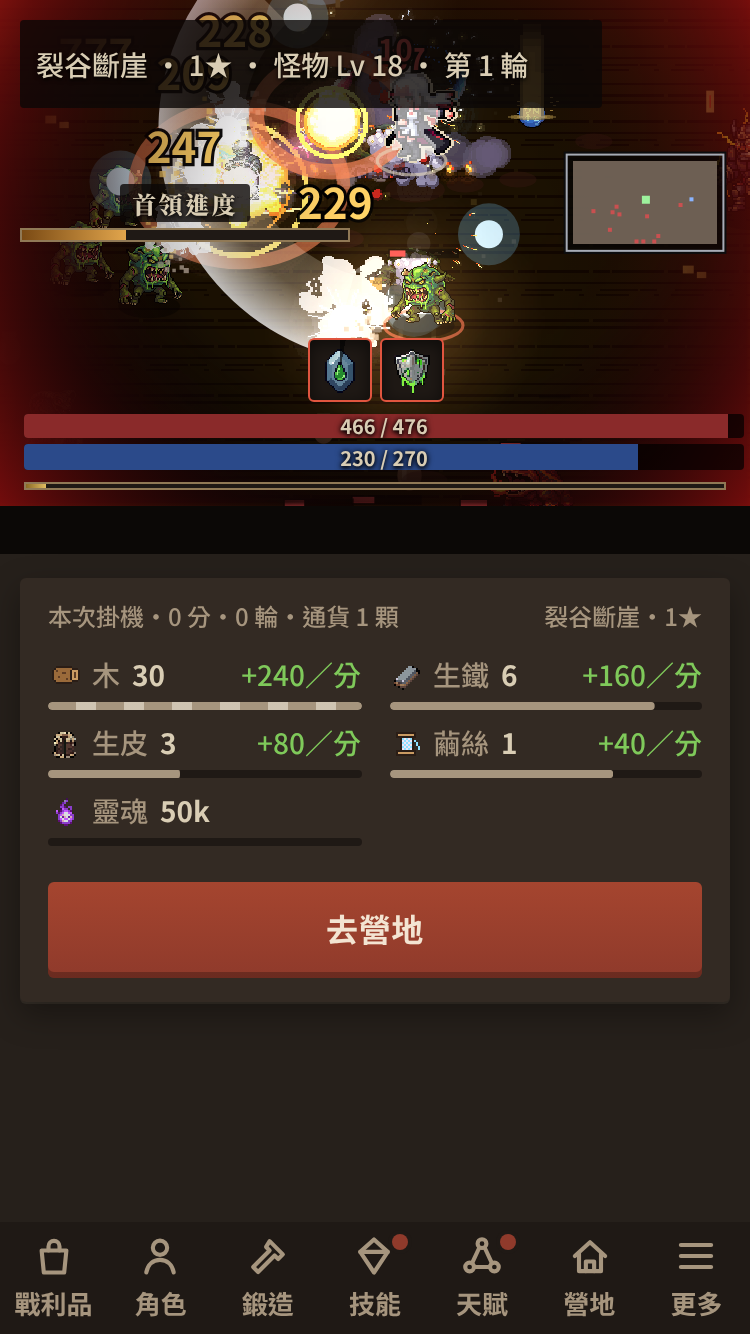 228
裂谷斷崖 · 1★ · 怪物 Lv 18 · 第 1 輪
247
首領進度
229
466 / 476
230 / 270
本次掛機·0 分·0 輪·通貨 1 顆
裂谷斷崖·1★
木 30 +240／分
生鐵 6 +160／分
生皮 3 +80／分
繭絲 1 +40／分
靈魂 50k
去營地
戰利品
角色
鍛造
技能
天賦
營地
更多